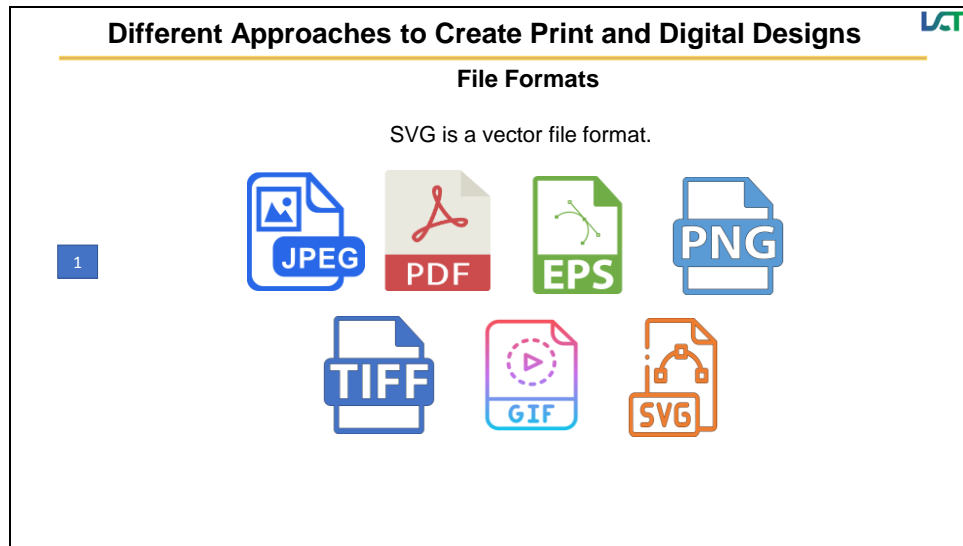 Different Approaches to Create Print and Digital Designs
LCT
File Formats
SVG is a vector file format.
JPEG
PDF
EPS
PNG
1
TIFF
GIF
SVG